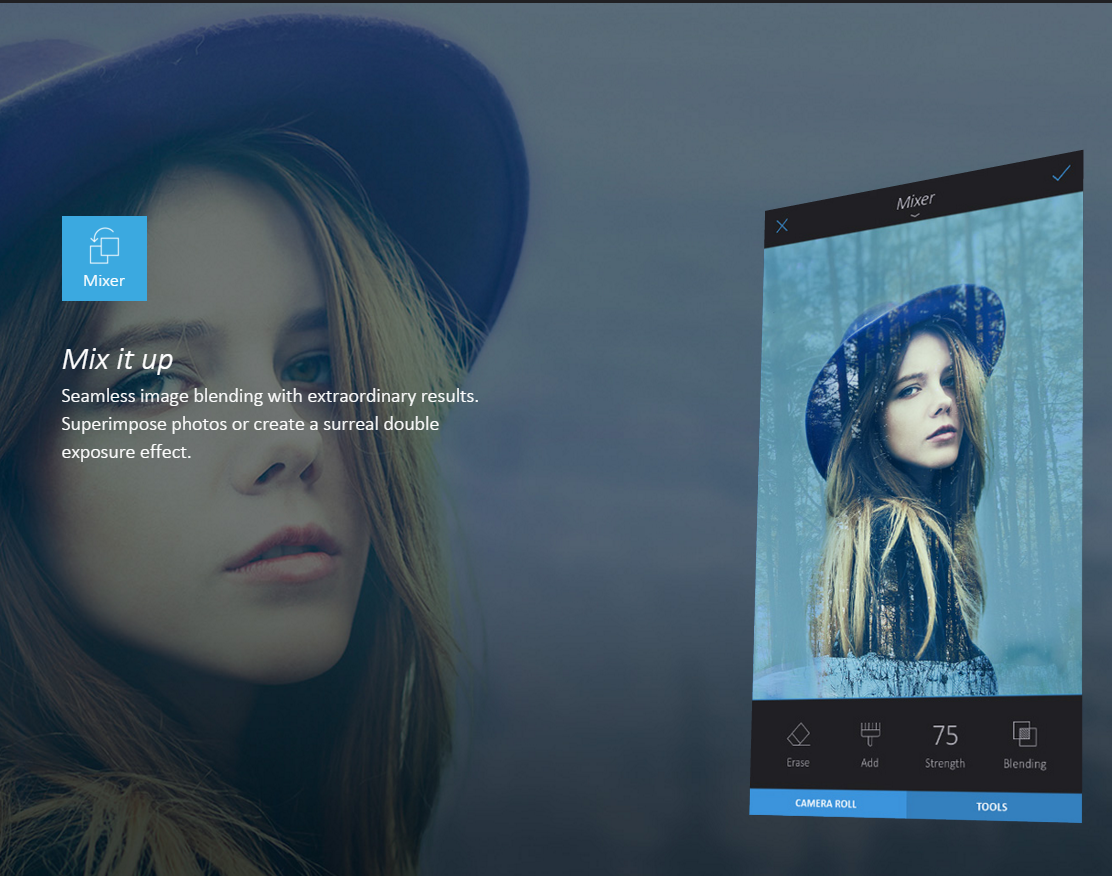 Mixer
Mix it up
Seamless image blending with extraordinary results.
Superimpose photos or create a surreal double
exposure effect.
Mixer
75
Erase
Add
Strength
Blending
CAMERA ROLL
TOOLS